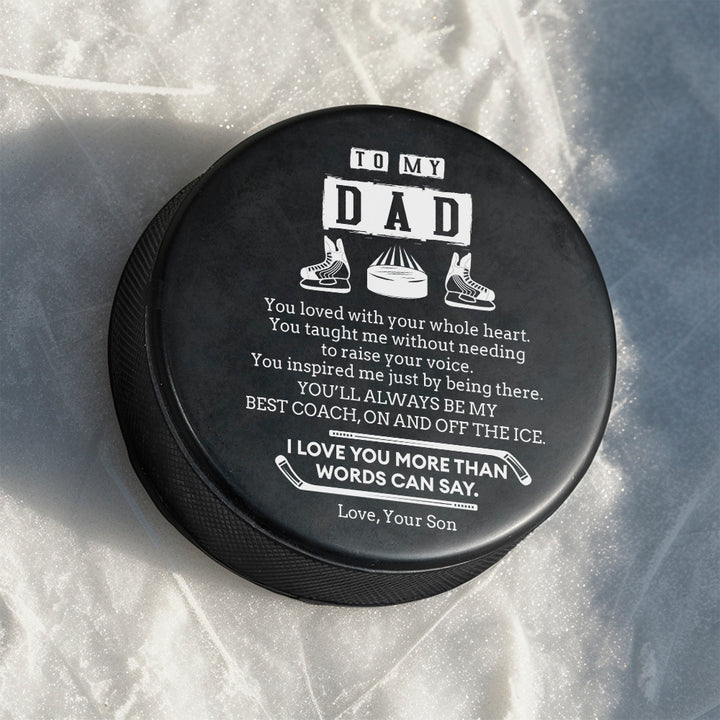 TO MY
DAD
You loved with your whole heart.
You taught me without needing
to raise your voice.
You inspired me just by being there.
YOU'LL ALWAYS BE MY
BEST COACH, ON AND OFF THE ICE.
I LOVE YOU MORE THAN
WORDS CAN SAY.
Love, Your Son